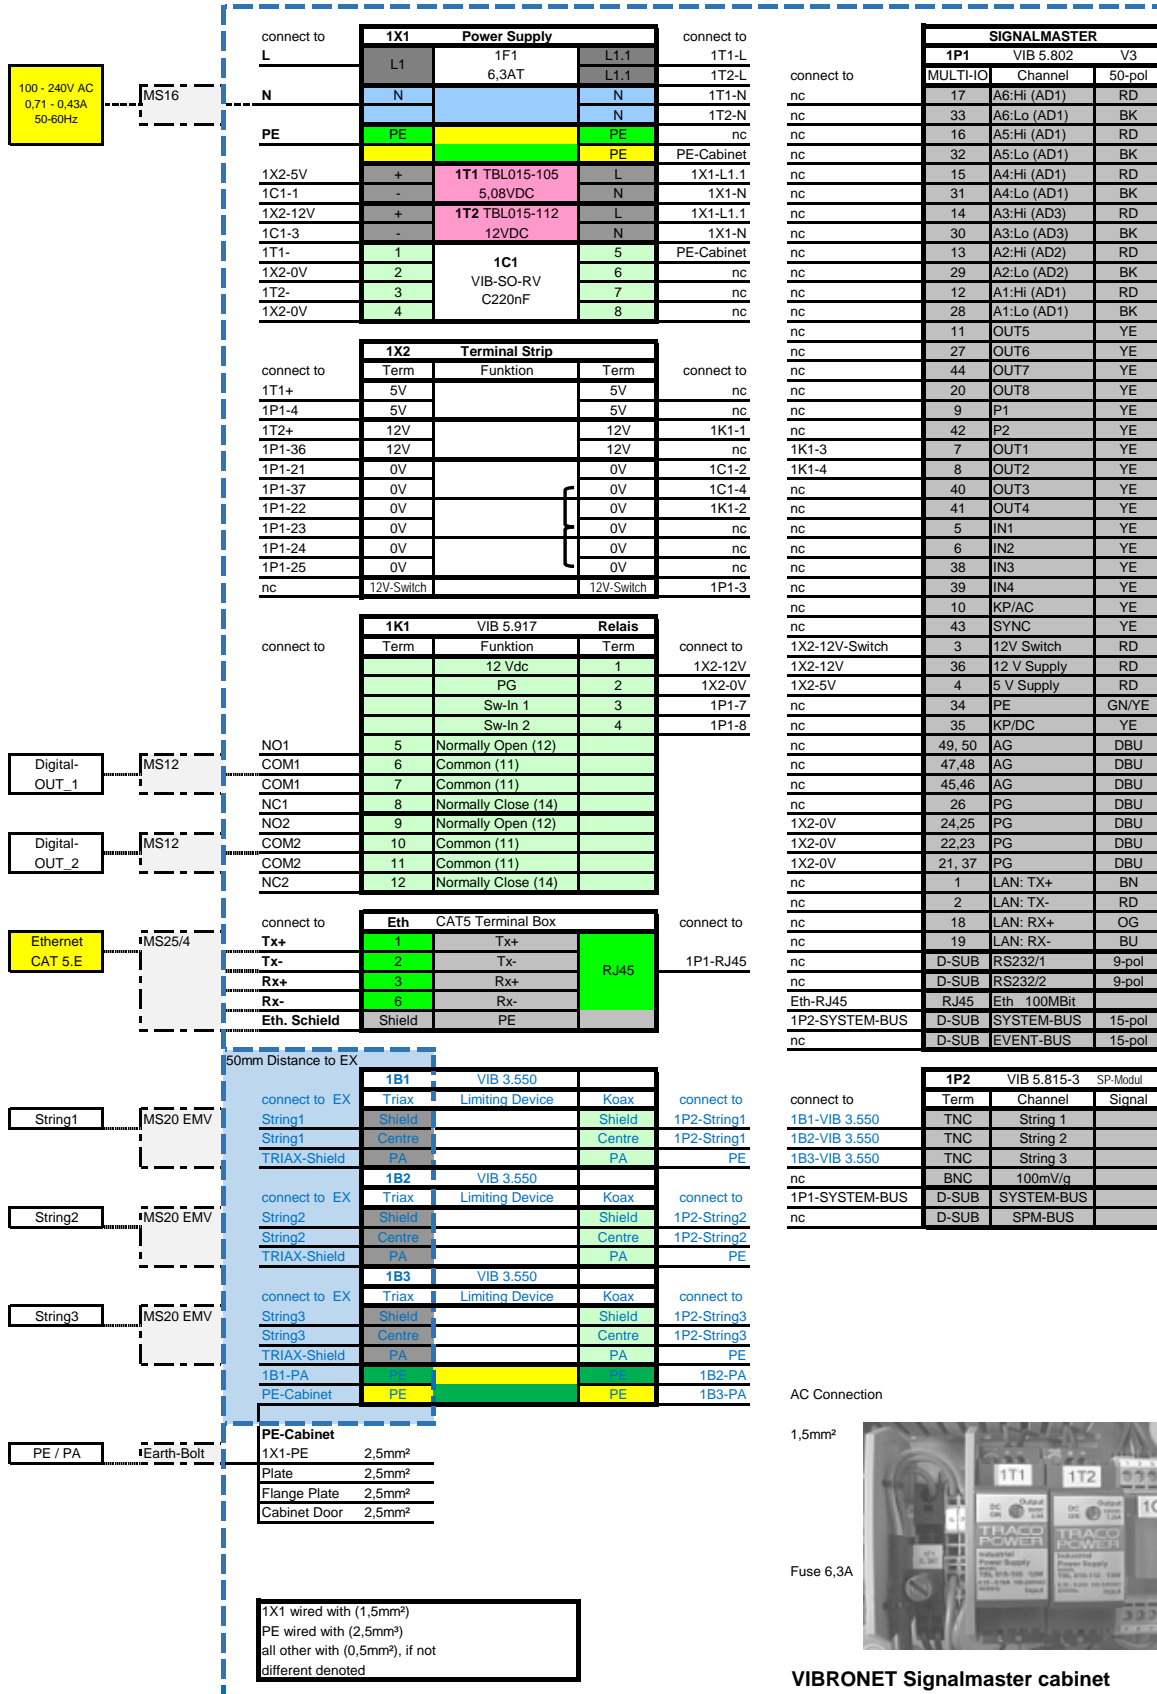 connect to 1X1 Power Supply connect to
L L1 1F1 L1.1 1T1-L
6,3AT L1.1 1T2-L
100 - 240V AC
0,71 - 0,43A
50-60Hz
MS16
N N N 1T1-N
N 1T2-N
PE PE PE nc
PE PE-Cabinet
1X2-5V + 1T1 TBL015-105 L 1X1-L1.1
1C1-1 - 5,08VDC N 1X1-N
1X2-12V + 1T2 TBL015-112 L 1X1-L1.1
1C1-3 - 12VDC N 1X1-N
1T1- 1 1C1 5 PE-Cabinet
1X2-0V 2 VIB-SO-RV 6 nc
1T2- 3 C220nF 7 nc
1X2-0V 4 8 nc
1X2 Terminal Strip
connect to Term Funktion Term connect to
1T1+ 5V 5V nc
1P1-4 5V 5V nc
1T2+ 12V 12V 1K1-1
1P1-36 12V 12V nc
1P1-21 0V 0V 1C1-2
1P1-37 0V 0V 1C1-4
1P1-22 0V 0V 1K1-2
1P1-23 0V 0V nc
1P1-24 0V 0V nc
1P1-25 0V 0V nc
nc 12V-Switch 12V-Switch 1P1-3
1K1 VIB 5.917 Relais
connect to Term Funktion Term connect to
12 Vdc 1 1X2-12V
PG 2 1X2-0V
Sw-In 1 3 1P1-7
Sw-In 2 4 1P1-8
NO1 5 Normally Open (12)
Digital-
OUT_1
MS12
COM1 6 Common (11)
COM1 7 Common (11)
NC1 8 Normally Close (14)
NO2 9 Normally Open (12)
Digital-
OUT_2
MS12
COM2 10 Common (11)
COM2 11 Common (11)
NC2 12 Normally Close (14)
connect to Eth CAT5 Terminal Box connect to
Ethernet
CAT 5.E
MS25/4
Tx+ 1 Tx+ RJ45
Tx- 2 Tx- 1P1-RJ45
Rx+ 3 Rx+
Rx- 6 Rx-
Eth. Schield Shield PE
50mm Distance to EX
1B1 VIB 3.550
connect to EX Triax Limiting Device Koax connect to
String1 MS20 EMV String1 Shield Shield 1P2-String1
String1 Centre Centre 1P2-String1
TRIAX-Shield PA PA PE
1B2 VIB 3.550
connect to EX Triax Limiting Device Koax connect to
String2 MS20 EMV String2 Shield Shield 1P2-String2
String2 Centre Centre 1P2-String2
TRIAX-Shield PA PA PE
1B3 VIB 3.550
connect to EX Triax Limiting Device Koax connect to
String3 MS20 EMV String3 Shield Shield 1P2-String3
String3 Centre Centre 1P2-String3
TRIAX-Shield PA PA PE
1B1-PA PE PE 1B2-PA
PE-Cabinet PE PE 1B3-PA
PE-Cabinet
PE / PA Earth-Bolt 1X1-PE 2,5mm²
Plate 2,5mm²
Flange Plate 2,5mm²
Cabinet Door 2,5mm²
1X1 wired with (1,5mm²)
PE wired with (2,5mm³)
all other with (0,5mm²), if not
different denoted
SIGNALMASTER
1P1 VIB 5.802 V3
connect to MULTI-IO Channel 50-pol
nc 17 A6:Hi (AD1) RD
nc 33 A6:Lo (AD1) BK
nc 16 A5:Hi (AD1) RD
nc 32 A5:Lo (AD1) BK
nc 15 A4:Hi (AD1) RD
nc 31 A4:Lo (AD1) BK
nc 14 A3:Hi (AD3) RD
nc 30 A3:Lo (AD3) BK
nc 13 A2:Hi (AD2) RD
nc 29 A2:Lo (AD2) BK
nc 12 A1:Hi (AD1) RD
nc 28 A1:Lo (AD1) BK
nc 11 OUT5 YE
nc 27 OUT6 YE
nc 44 OUT7 YE
nc 20 OUT8 YE
nc 9 P1 YE
nc 42 P2 YE
1K1-3 7 OUT1 YE
1K1-4 8 OUT2 YE
nc 40 OUT3 YE
nc 41 OUT4 YE
nc 5 IN1 YE
nc 6 IN2 YE
nc 38 IN3 YE
nc 39 IN4 YE
nc 10 KP/AC YE
nc 43 SYNC YE
1X2-12V-Switch 3 12V Switch RD
1X2-12V 36 12 V Supply RD
1X2-5V 4 5 V Supply RD
nc 34 PE GN/YE
nc 35 KP/DC YE
nc 49, 50 AG DBU
nc 47,48 AG DBU
nc 45,46 AG DBU
nc 26 PG DBU
1X2-0V 24,25 PG DBU
1X2-0V 22,23 PG DBU
1X2-0V 21, 37 PG DBU
nc 1 LAN: TX+ BN
nc 2 LAN: TX- RD
nc 18 LAN: RX+ OG
nc 19 LAN: RX- BU
nc D-SUB RS232/1 9-pol
nc D-SUB RS232/2 9-pol
Eth-RJ45 RJ45 Eth 100MBit
1P2-SYSTEM-BUS D-SUB SYSTEM-BUS 15-pol
nc D-SUB EVENT-BUS 15-pol
1P2 VIB 5.815-3 SP-Modul
connect to Term Channel Signal
1B1-VIB 3.550 TNC String 1
1B2-VIB 3.550 TNC String 2
1B3-VIB 3.550 TNC String 3
nc BNC 100mV/g
1P1-SYSTEM-BUS D-SUB SYSTEM-BUS
nc D-SUB SPM-BUS
AC Connection
1,5mm²
1T1 1T2
DC ON Output DC ON Output
TRACO POWER TRACO POWER
Industrial Power Supply
Fuse 6,3A
VIBRONET Signalmaster cabinet